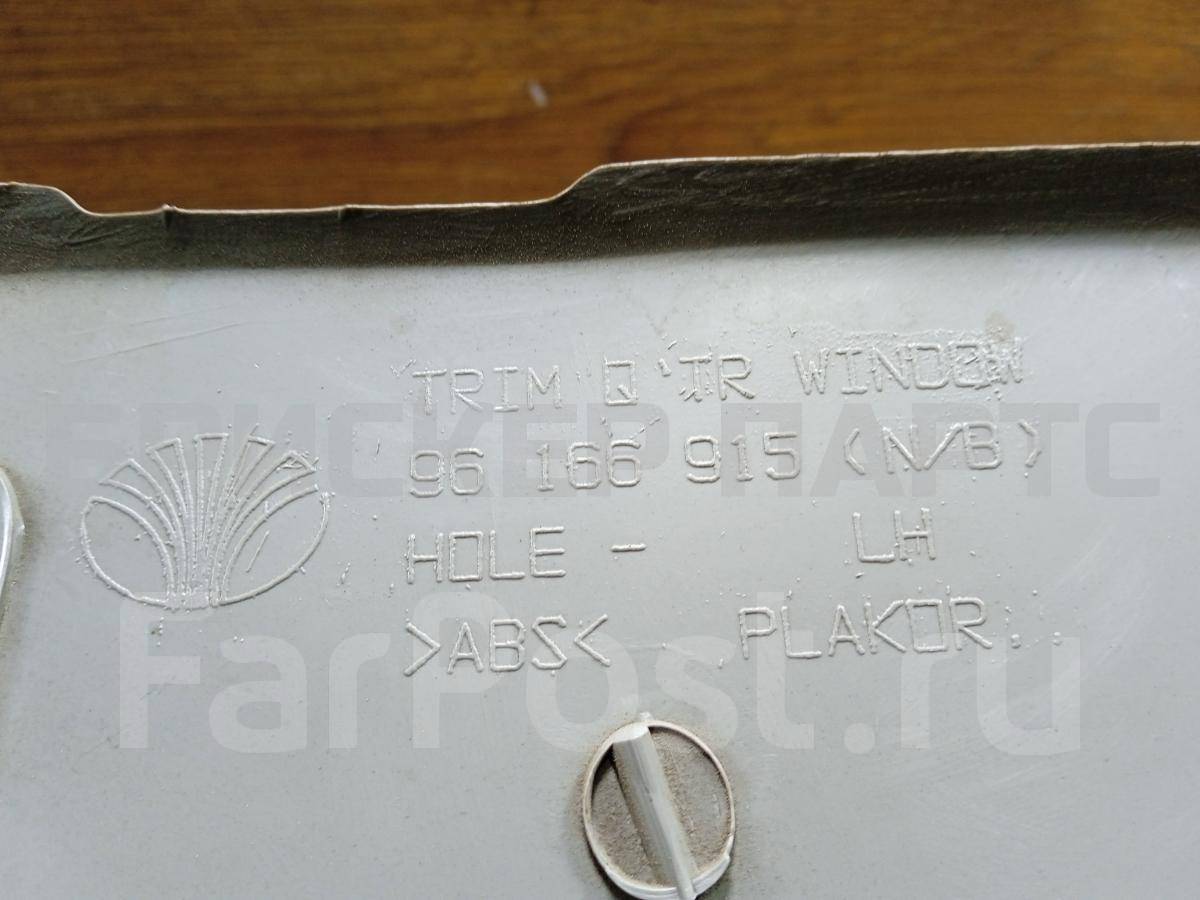 TRIM Q'TR WINDOW
96 166 915 (N/B)
БРИСКЕР ПАРТС
HOLE - LH
>ABS< PLAKOR
FarPost.ru